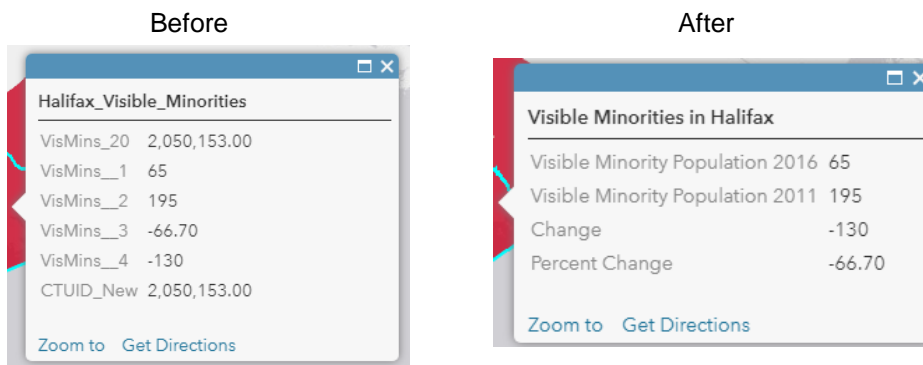 Before
Halifax_Visible_Minorities
VisMins_20 2,050,153.00
VisMins__1 65
VisMins__2 195
VisMins__3 -66.70
VisMins__4 -130
CTUID_New 2,050,153.00
Zoom to Get Directions
After
Visible Minorities in Halifax
Visible Minority Population 2016 65
Visible Minority Population 2011 195
Change -130
Percent Change -66.70
Zoom to Get Directions